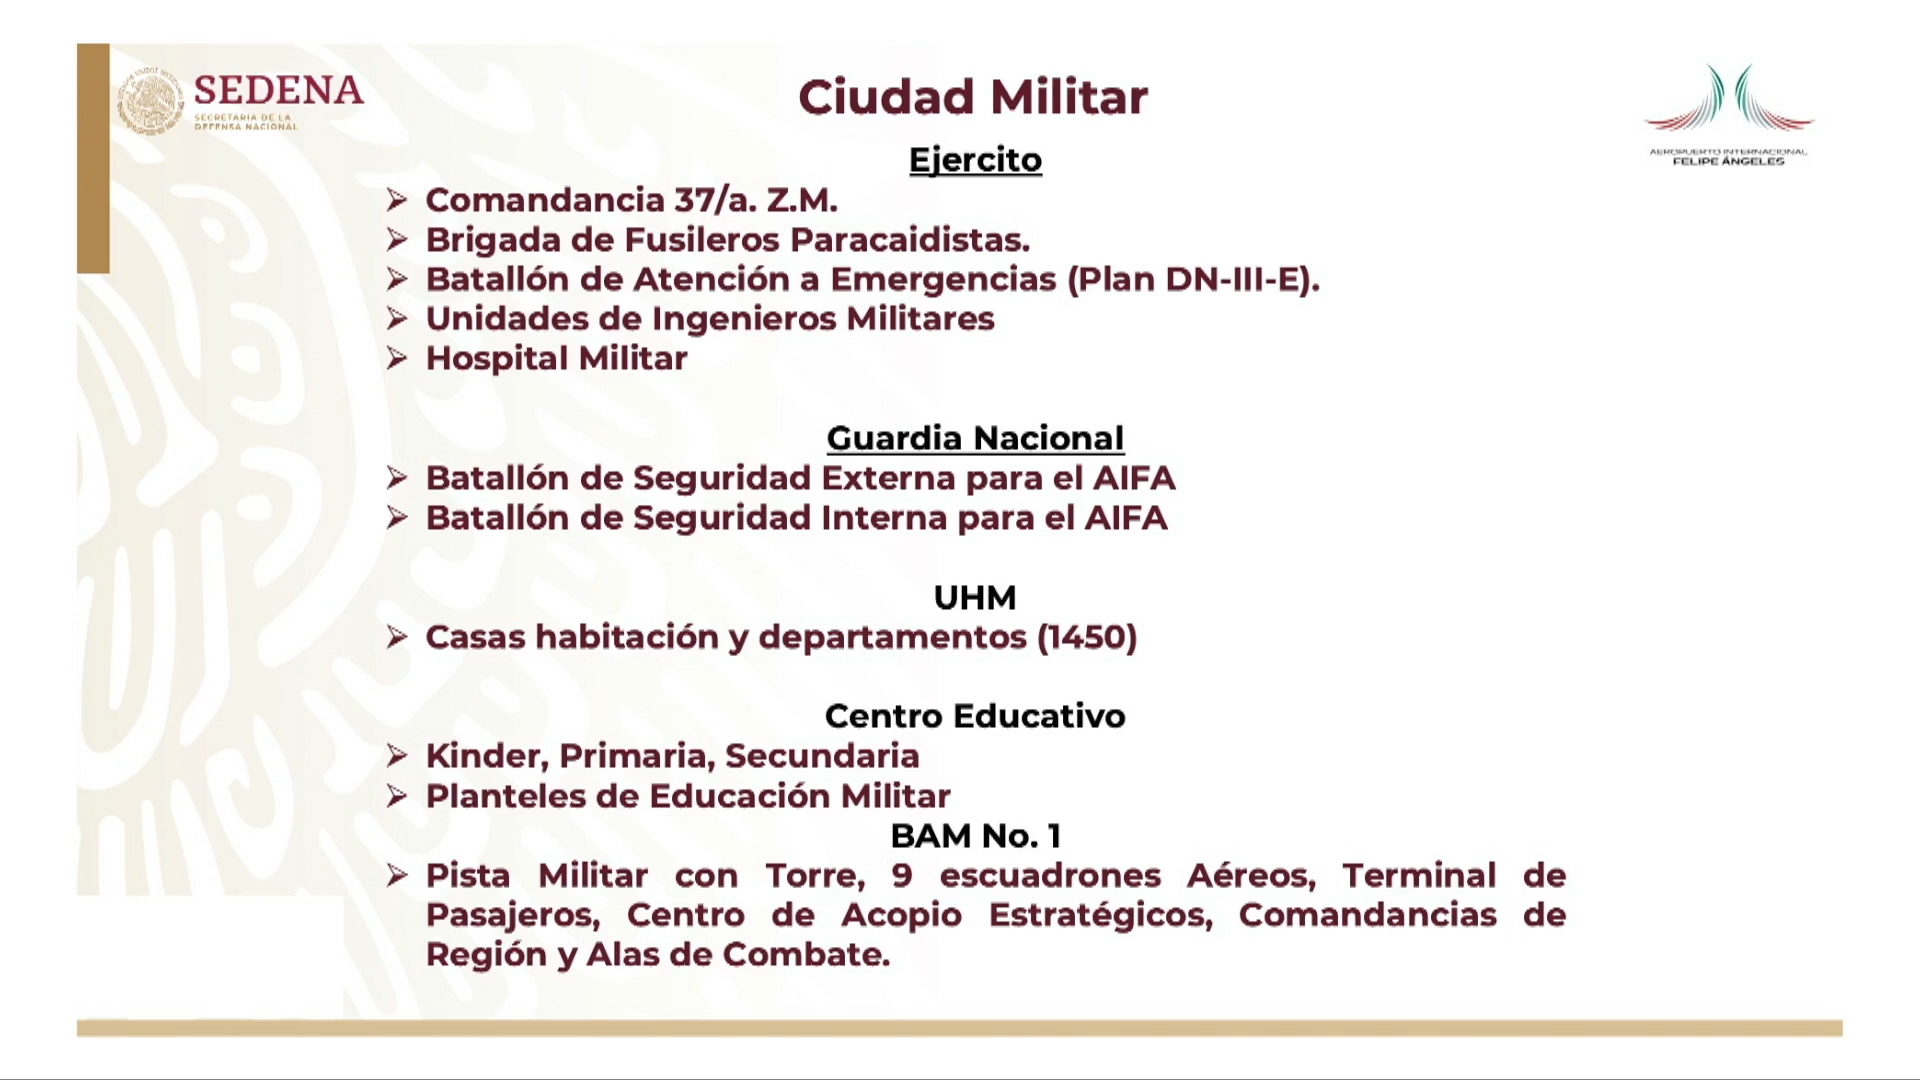 SEDENA
SECRETARÍA DE LA
DEFENSA NACIONAL
Ciudad Militar
AEROPUERTO INTERNACIONAL
FELIPE ÁNGELES
Ejercito
➢ Comandancia 37/a. Z.M.
➢ Brigada de Fusileros Paracaidistas.
➢ Batallón de Atención a Emergencias (Plan DN-III-E).
➢ Unidades de Ingenieros Militares
➢ Hospital Militar
Guardia Nacional
➢ Batallón de Seguridad Externa para el AIFA
➢ Batallón de Seguridad Interna para el AIFA
UHM
➢ Casas habitación y departamentos (1450)
Centro Educativo
➢ Kinder, Primaria, Secundaria
➢ Planteles de Educación Militar
BAM No. 1
➢ Pista Militar con Torre, 9 escuadrones Aéreos, Terminal de
Pasajeros, Centro de Acopio Estratégicos, Comandancias de
Región y Alas de Combate.